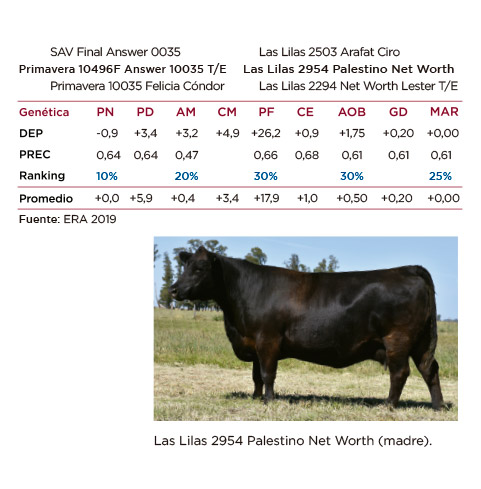 SAV Final Answer 0035 Las Lilas 2503 Arafat Ciro
Primavera 10496F Answer 10035 T/E Las Lilas 2954 Palestino Net Worth
Primavera 10035 Felicia Cóndor Las Lilas 2294 Net Worth Lester T/E
Genética PN PD AM CM PF CE AOB GD MAR
DEP -0,9 +3,4 +3,2 +4,9 +26,2 +0,9 +1,75 +0,20 +0,00
PREC 0,64 0,64 0,47 0,66 0,68 0,61 0,61 0,61
Ranking 10% 20% 30% 30% 25%
Promedio +0,0 +5,9 +0,4 +3,4 +17,9 +1,0 +0,50 +0,20 +0,00
Fuente: ERA 2019
Las Lilas 2954 Palestino Net Worth (madre).